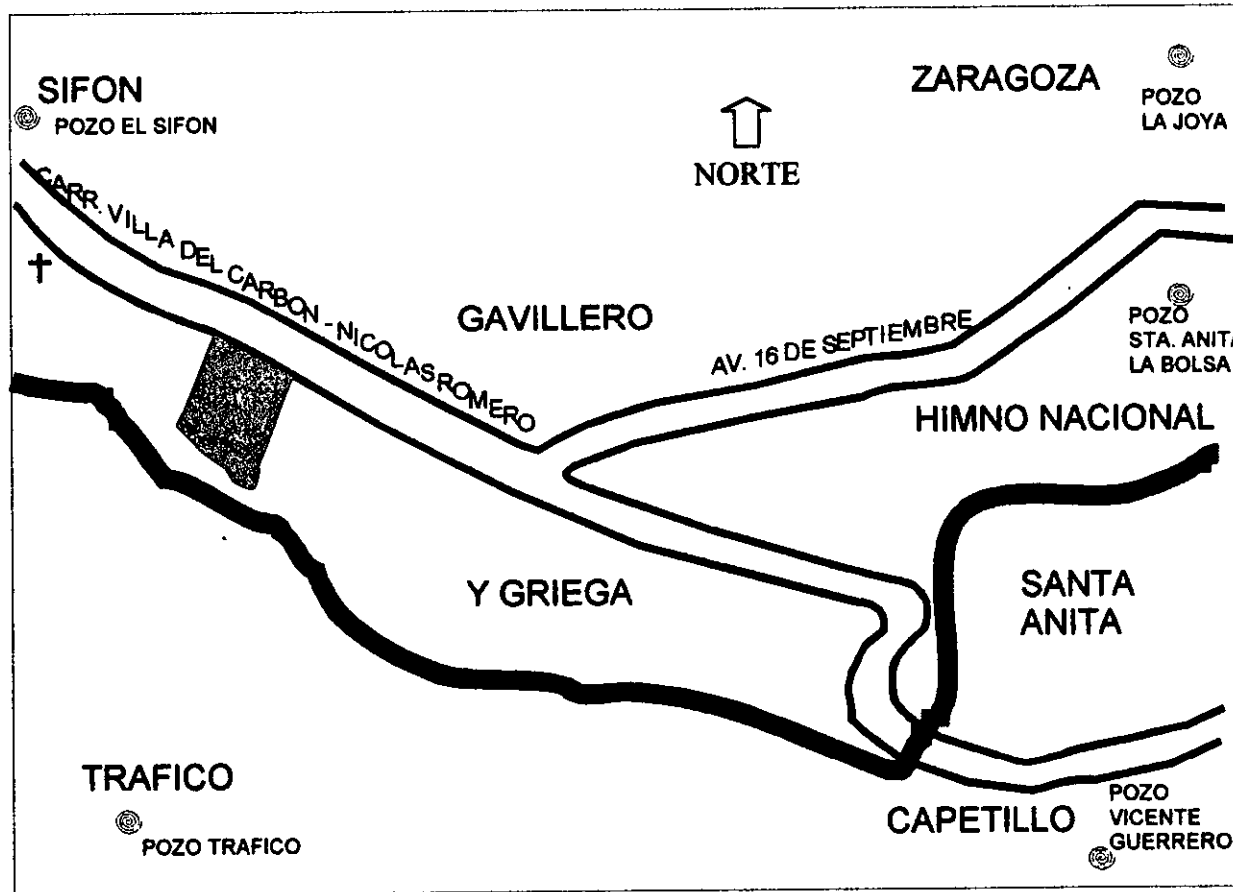 SIFON
POZO EL SIFON
ZARAGOZA
POZO
LA JOYA
NORTE
CARR. VILLA DEL CARBON - NICOLAS ROMERO
GAVILLERO
AV. 16 DE SEPTIEMBRE
POZO
STA. ANITA
LA BOLSA
HIMNO NACIONAL
Y GRIEGA
SANTA
ANITA
TRAFICO
POZO TRAFICO
CAPETILLO
POZO
VICENTE
GUERRERO